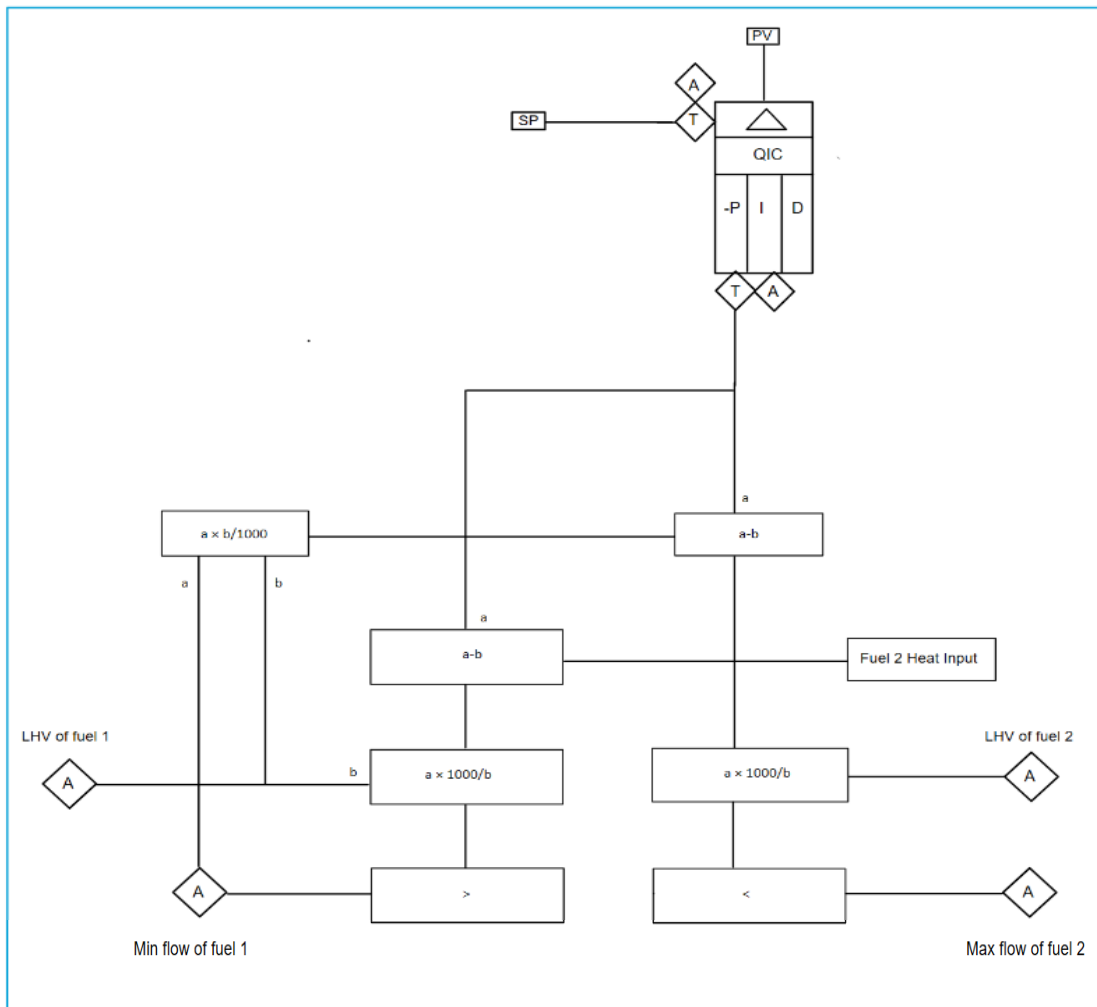 PV
A
SP
T
QIC
-P I D
T A
a
a × b/1000
a-b
a b
a
a-b
Fuel 2 Heat Input
LHV of fuel 1
LHV of fuel 2
b
A
a × 1000/b
a × 1000/b
A
A
>
<
A
Min flow of fuel 1
Max flow of fuel 2